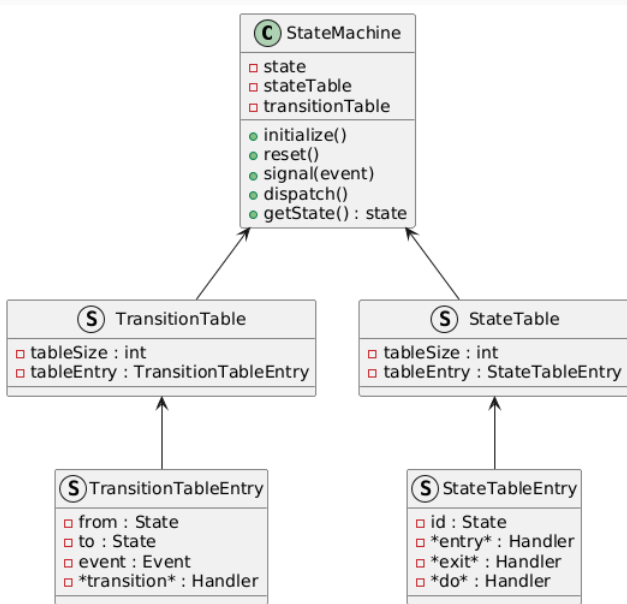 C StateMachine
state
stateTable
transitionTable
initialize()
reset()
signal(event)
dispatch()
getState() : state
S TransitionTable
tableSize : int
tableEntry : TransitionTableEntry
S StateTable
tableSize : int
tableEntry : StateTableEntry
S TransitionTableEntry
from : State
to : State
event : Event
*transition* : Handler
S StateTableEntry
id : State
*entry* : Handler
*exit* : Handler
*do* : Handler